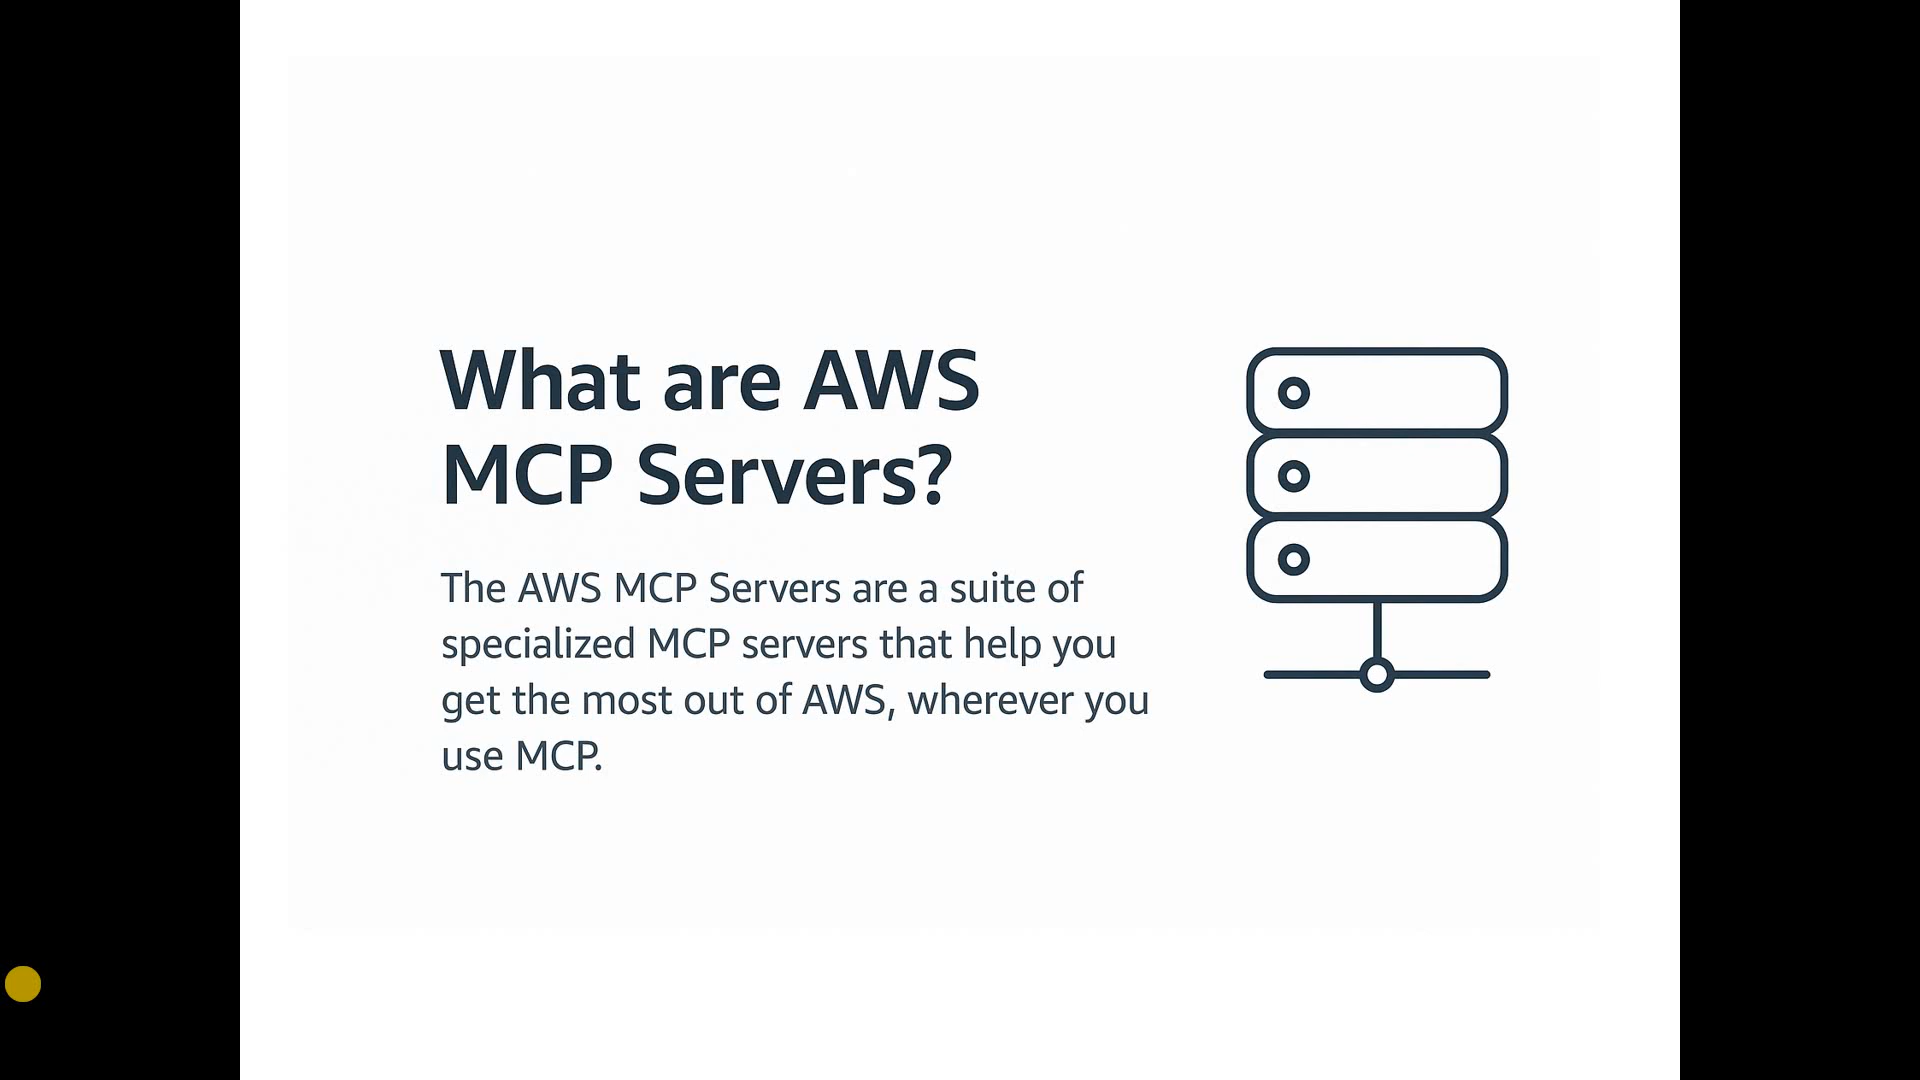 What are AWS
MCP Servers?
The AWS MCP Servers are a suite of
specialized MCP servers that help you
get the most out of AWS, wherever you
use MCP.